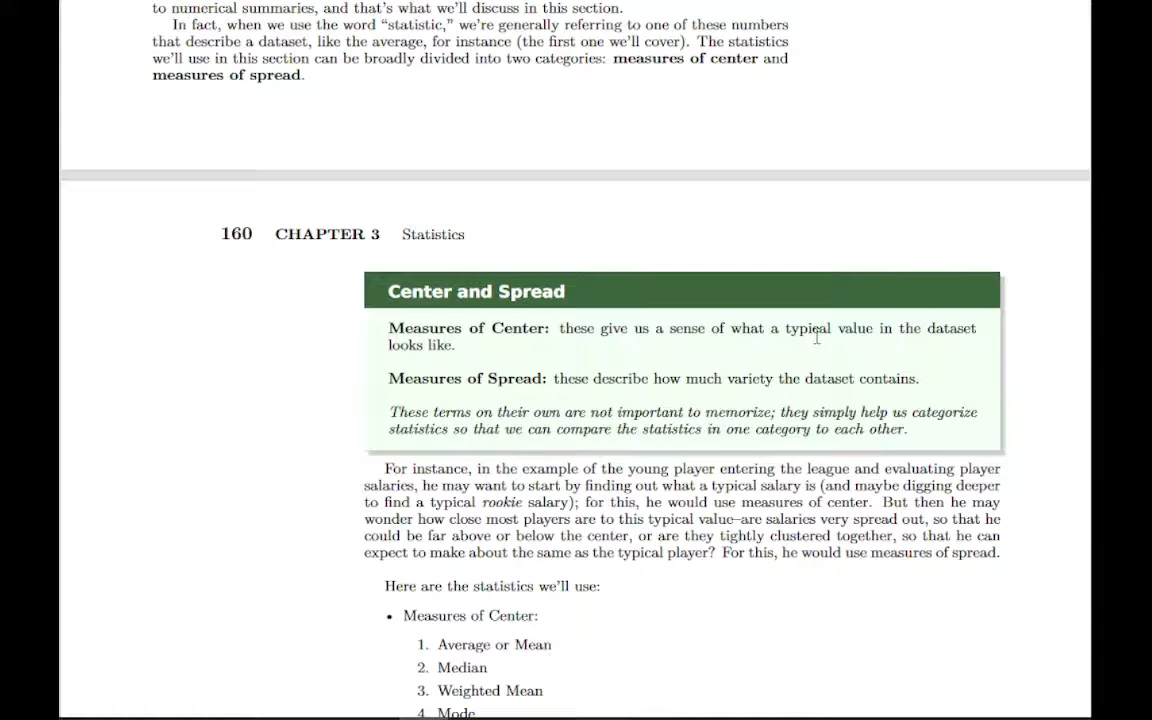 to numerical summaries, and that's what we'll discuss in this section.
In fact, when we use the word “statistic,” we're generally referring to one of these numbers
that describe a dataset, like the average, for instance (the first one we'll cover). The statistics
we'll use in this section can be broadly divided into two categories: measures of center and
measures of spread.
160 CHAPTER 3 Statistics
Center and Spread
Measures of Center: these give us a sense of what a typical value in the dataset
looks like.
Measures of Spread: these describe how much variety the dataset contains.
These terms on their own are not important to memorize; they simply help us categorize
statistics so that we can compare the statistics in one category to each other.
For instance, in the example of the young player entering the league and evaluating player
salaries, he may want to start by finding out what a typical salary is (and maybe digging deeper
to find a typical rookie salary); for this, he would use measures of center. But then he may
wonder how close most players are to this typical value–are salaries very spread out, so that he
could be far above or below the center, or are they tightly clustered together, so that he can
expect to make about the same as the typical player? For this, he would use measures of spread.
Here are the statistics we'll use:
• Measures of Center:
1. Average or Mean
2. Median
3. Weighted Mean
4. Mode